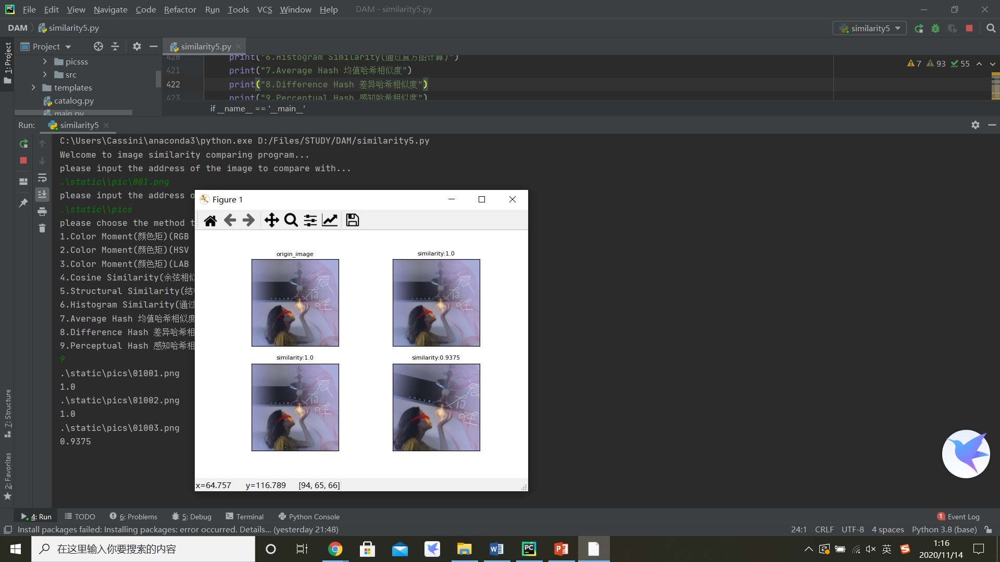 File Edit View Navigate Code Refactor Run Tools VCS Window Help DAM - similarity5.py
DAM similarity5.py
similarity5
1: Project
Project
similarity5.py
picsss
src
templates
catalog.py
main.py
420 print("6.Histogram Similarity(通过直方图计算)")
421 print("7.Average Hash 均值哈希相似度")
422 print("8.Difference Hash 差异哈希相似度")
423 print("9.Perceptual Hash 感知哈希相似度")
7 93 55
if __name__ == '__main__'
Run: similarity5
C:\Users\Cassini\anaconda3\python.exe D:/Files/STUDY/DAM/similarity5.py
Welcome to image similarity comparing program...
please input the address of the image to compare with...
.\static\\pic\001.png
please input the address o
.\static\\pics
please choose the method t
1.Color Moment(颜色矩)(RGB
2.Color Moment(颜色矩)(HSV
3.Color Moment(颜色矩)(LAB
4.Cosine Similarity(余弦相似
5.Structural Similarity(结
6.Histogram Similarity(通过
7.Average Hash 均值哈希相似度
8.Difference Hash 差异哈希相
9.Perceptual Hash 感知哈希相
9
.\static\pics\01001.png
1.0
.\static\pics\01002.png
1.0
.\static\pics\01003.png
0.9375
Figure 1
origin_image
similarity:1.0
爱
有
similarity:1.0
similarity:0.9375
x=64.757 y=116.789 [94, 65, 66]
7: Structure
2: Favorites
4: Run TODO 6: Problems 5: Debug Terminal Python Console
1 Event Log
Install packages failed: Installing packages: error occurred. Details... (yesterday 21:48)
24:1 CRLF UTF-8 4 spaces Python 3.8 (base)
在这里输入你要搜索的内容
英
1:16
2020/11/14